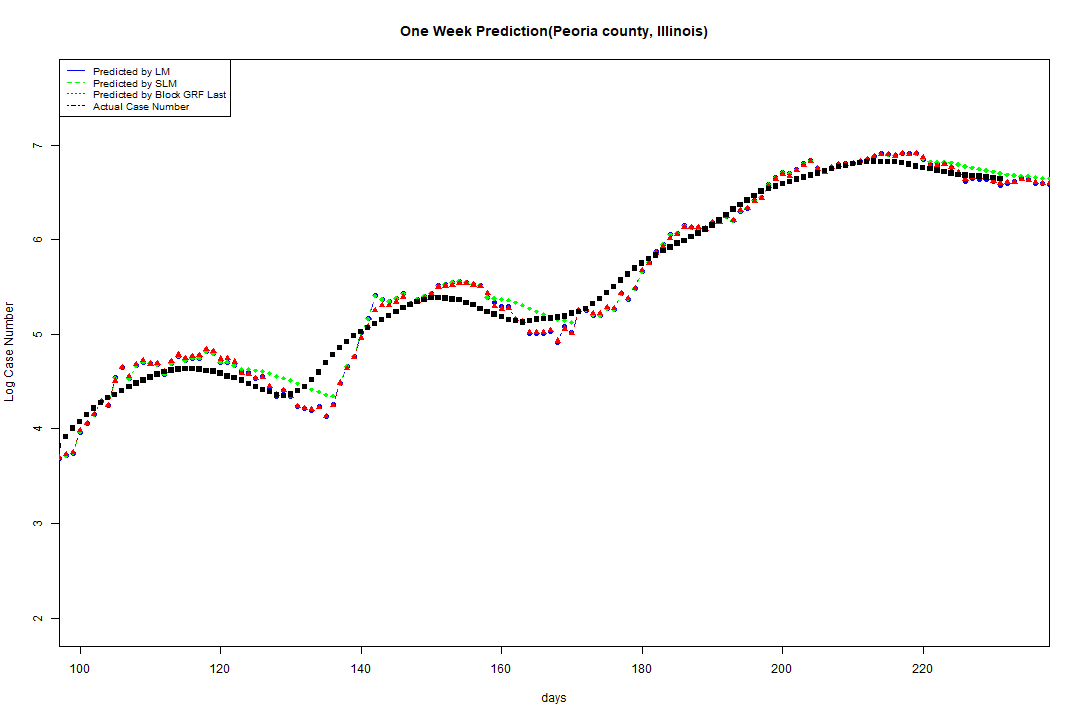 One Week Prediction(Peoria county, Illinois)
Predicted by LM
Predicted by SLM
Predicted by Block GRF Last
Actual Case Number
7
6
5
4
3
2
Log Case Number
100 120 140 160 180 200 220
days